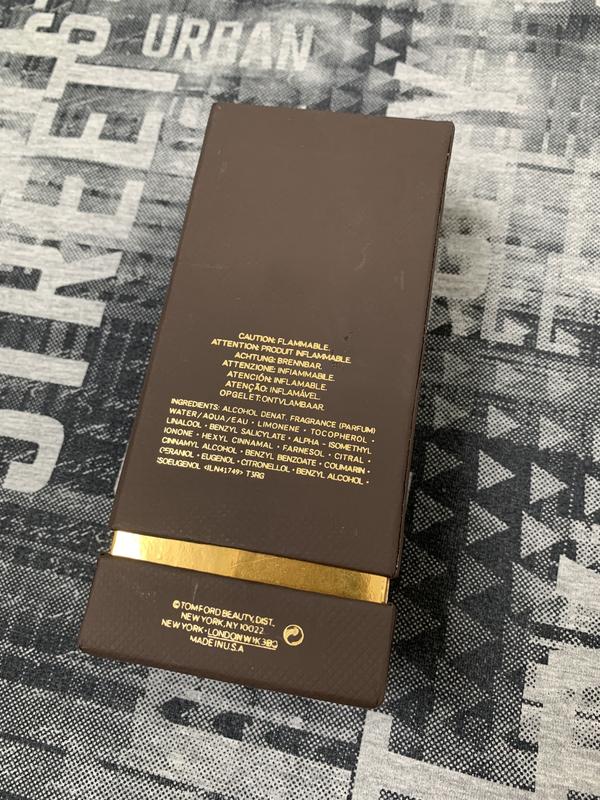 URBAN
STREETS
CAUTION: FLAMMABLE.
ATTENTION: PRODUIT INFLAMMABLE.
ACHTUNG: BRENNBAR.
ATTENZIONE: INFIAMMABILE.
ATENCIÓN: INFLAMABLE.
ATENÇÃO: INFLAMÁVEL.
OPGELET: ONTVLAMBAAR.
INGREDIENTS: ALCOHOL DENAT. FRAGRANCE (PARFUM)
WATER/AQUA/EAU • LIMONENE • TOCOPHEROL •
LINALOOL • BENZYL SALICYLATE • ALPHA - ISOMETHYL
IONONE • HEXYL CINNAMAL • FARNESOL • CITRAL •
CINNAMYL ALCOHOL • BENZYL BENZOATE • COUMARIN •
GERANIOL • EUGENOL • CITRONELLOL • BENZYL ALCOHOL •
ISOEUGENOL <ILN41749> T3RG
© TOM FORD BEAUTY, DIST.
NEW YORK, NY 10022
NEW YORK • LONDON W1K 3BQ
MADE IN U.S.A